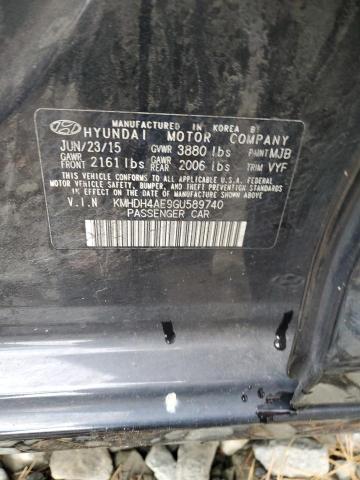 MANUFACTURED IN KOREA B
HYUNDAI MOTOR COMPANY
JUN/23/15 GVWR 3880 lbs PAINT MJB
GAWR FRONT 2161 lbs GAWR REAR 2006 lbs TRIM VYF
THIS VEHICLE CONFORMS TO ALL APPLICABLE FEDERAL
MOTOR VEHICLE SAFETY, BUMPER, AND THEFT PREVENTION STANDARDS
IN EFFECT ON THE DATE OF MANUFACTURE SHOWN ABOVE.
V.I.N KMHDH4AE9GU589740
PASSENGER CAR